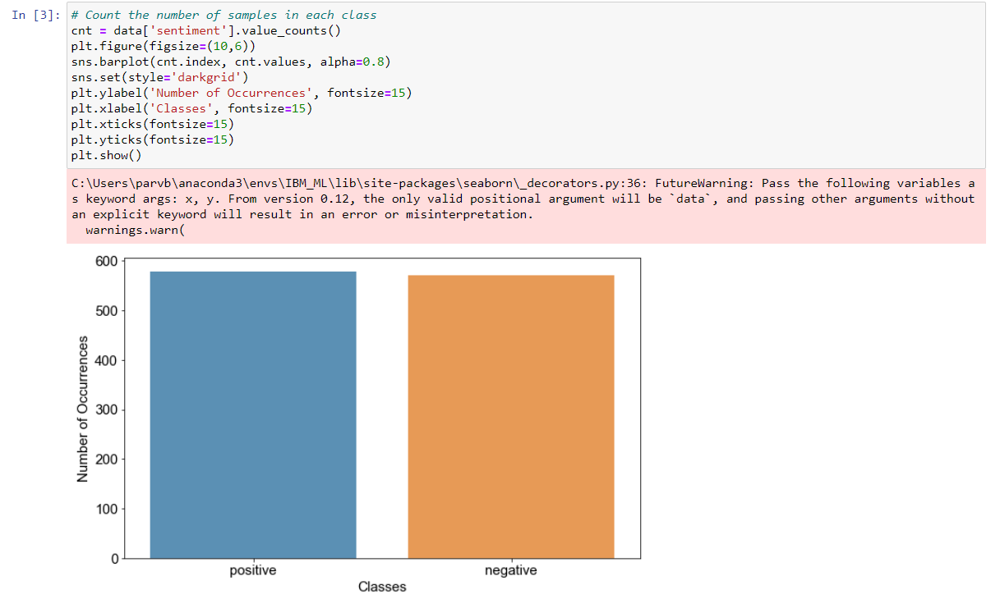 In [3]: # Count the number of samples in each class
cnt = data['sentiment'].value_counts()
plt.figure(figsize=(10,6))
sns.barplot(cnt.index, cnt.values, alpha=0.8)
sns.set(style='darkgrid')
plt.ylabel('Number of Occurrences', fontsize=15)
plt.xlabel('Classes', fontsize=15)
plt.xticks(fontsize=15)
plt.yticks(fontsize=15)
plt.show()
C:\Users\parvb\anaconda3\envs\IBM_ML\lib\site-packages\seaborn\_decorators.py:36: FutureWarning: Pass the following variables a
s keyword args: x, y. From version 0.12, the only valid positional argument will be `data`, and passing other arguments without
an explicit keyword will result in an error or misinterpretation.
  warnings.warn(
600
500
400
300
200
100
0
Number of Occurrences
positive negative
Classes